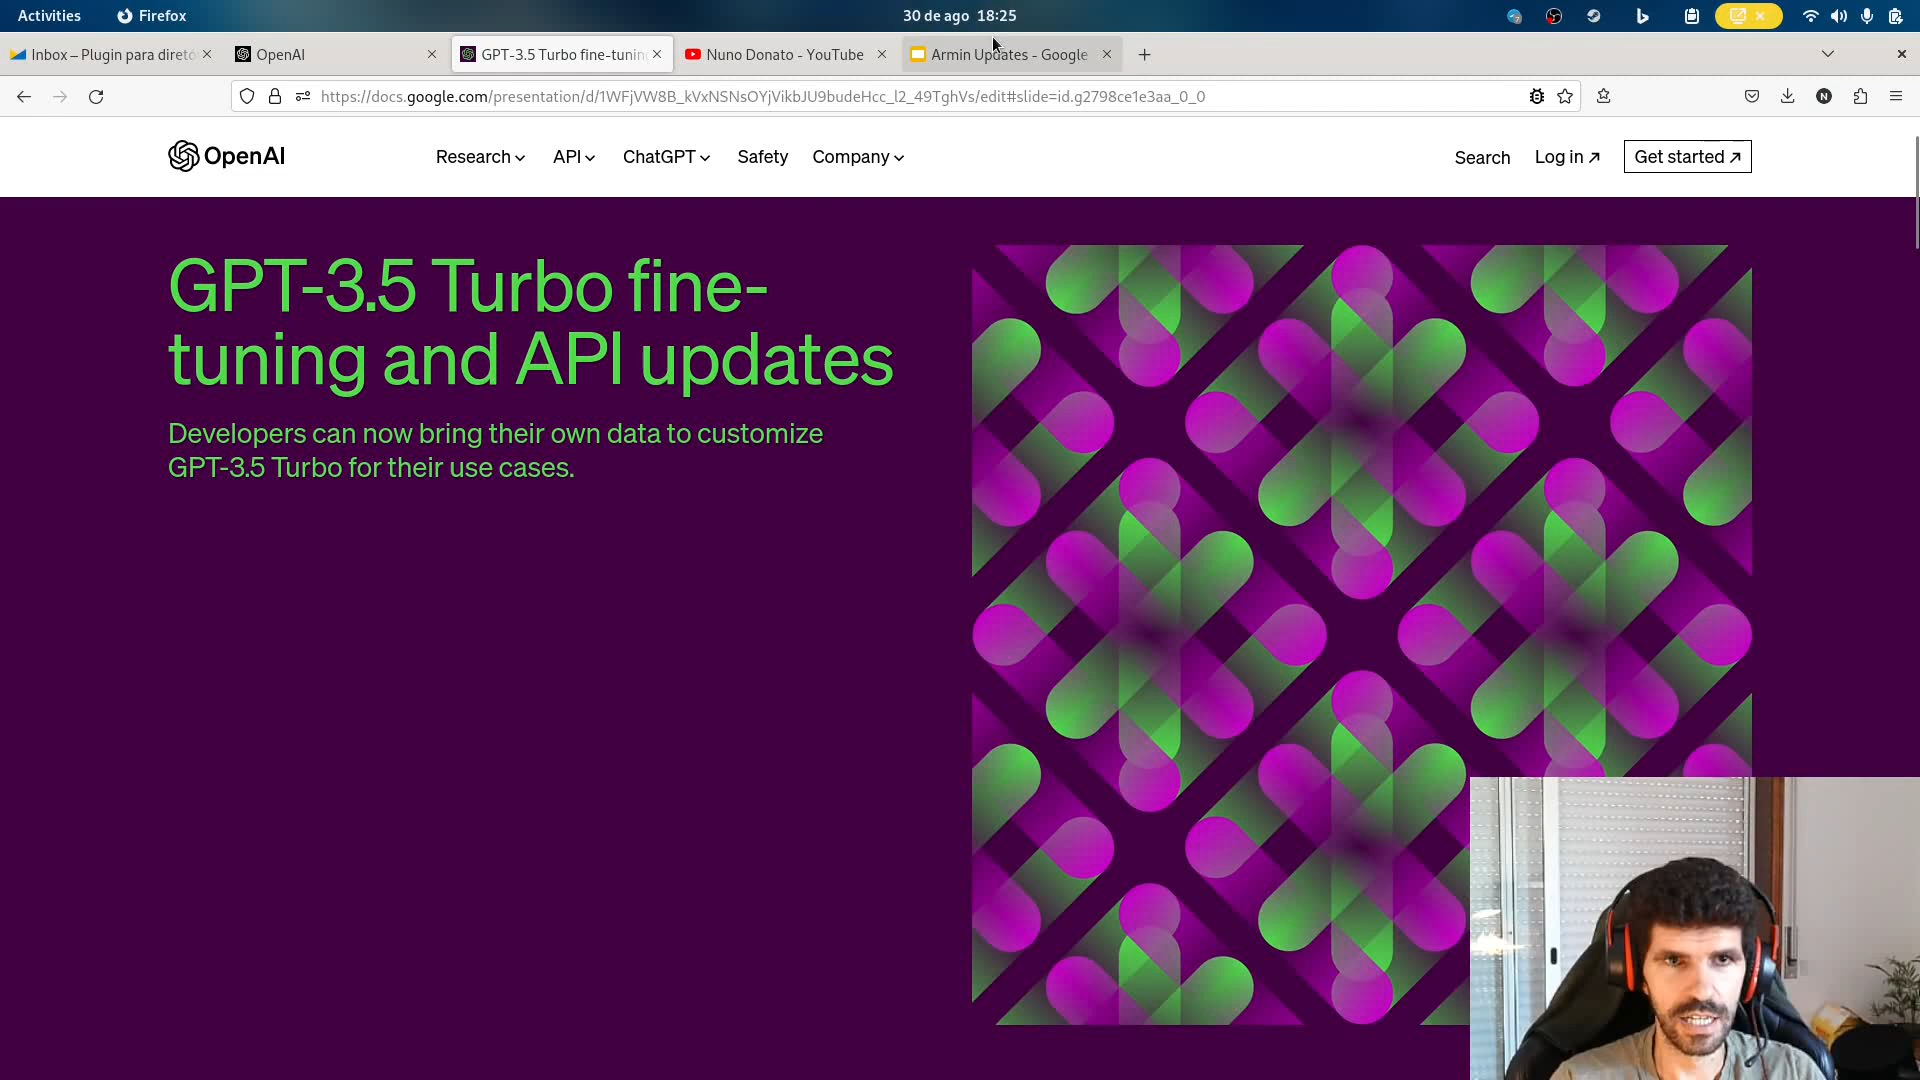 Activities
Firefox
30 de ago 18:25
Inbox – Plugin para diretó
OpenAI
GPT-3.5 Turbo fine-tunin
Nuno Donato - YouTube
Armin Updates - Google
https://docs.google.com/presentation/d/1WFjVW8B_kVxNSNsOYjVikbJU9budeHcc_l2_49TghVs/edit#slide=id.g2798ce1e3aa_0_0
N
OpenAI
Research
API
ChatGPT
Safety
Company
Search
Log in ↗
Get started ↗
GPT-3.5 Turbo fine-
tuning and API updates
Developers can now bring their own data to customize
GPT-3.5 Turbo for their use cases.